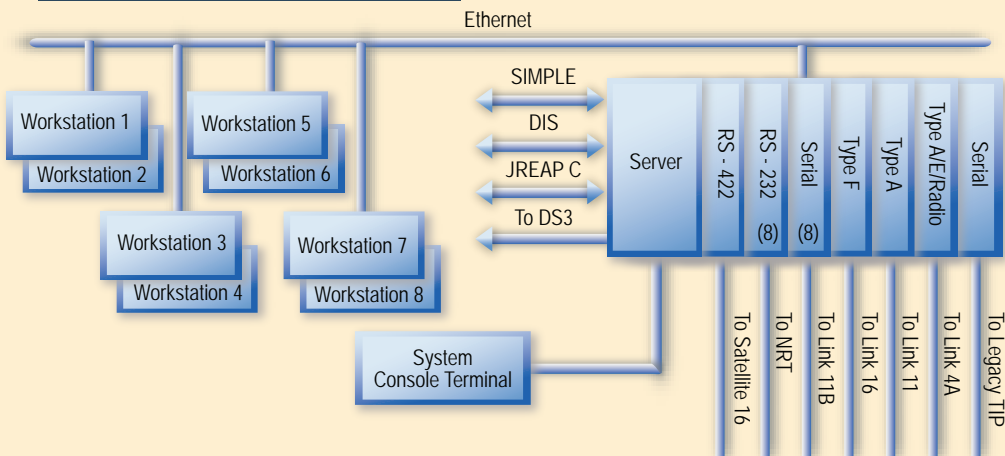 Ethernet
Workstation 1
Workstation 2
Workstation 5
Workstation 6
Workstation 3
Workstation 4
Workstation 7
Workstation 8
SIMPLE
DIS
JREAP C
To DS3
Server
RS - 422
RS - 232 (8)
Serial (8)
Type F
Type A
Type A/E/Radio
Serial
System
Console Terminal
To Satellite 16
To NRT
To Link 11B
To Link 16
To Link 11
To Link 4A
To Legacy TIP